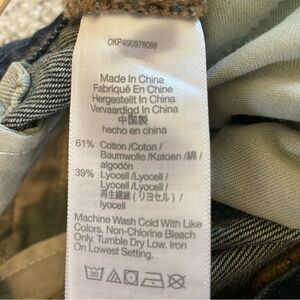 CKP490978098
Made In China
Fabriqué En Chine
Hergestellt In China
Vervaardigd In China
中国製
hecho en china
61% Cotton /Coton /
Baumwolle /Katoen / 綿 /
algodón
39% Lyocell /Lyocell /
Lyocell /Lyocell /
再生繊維 (リヨセル) /
lyocell
Machine Wash Cold With Like
Colors. Non-Chlorine Bleach
Only. Tumble Dry Low. Iron
On Lowest Setting.
30